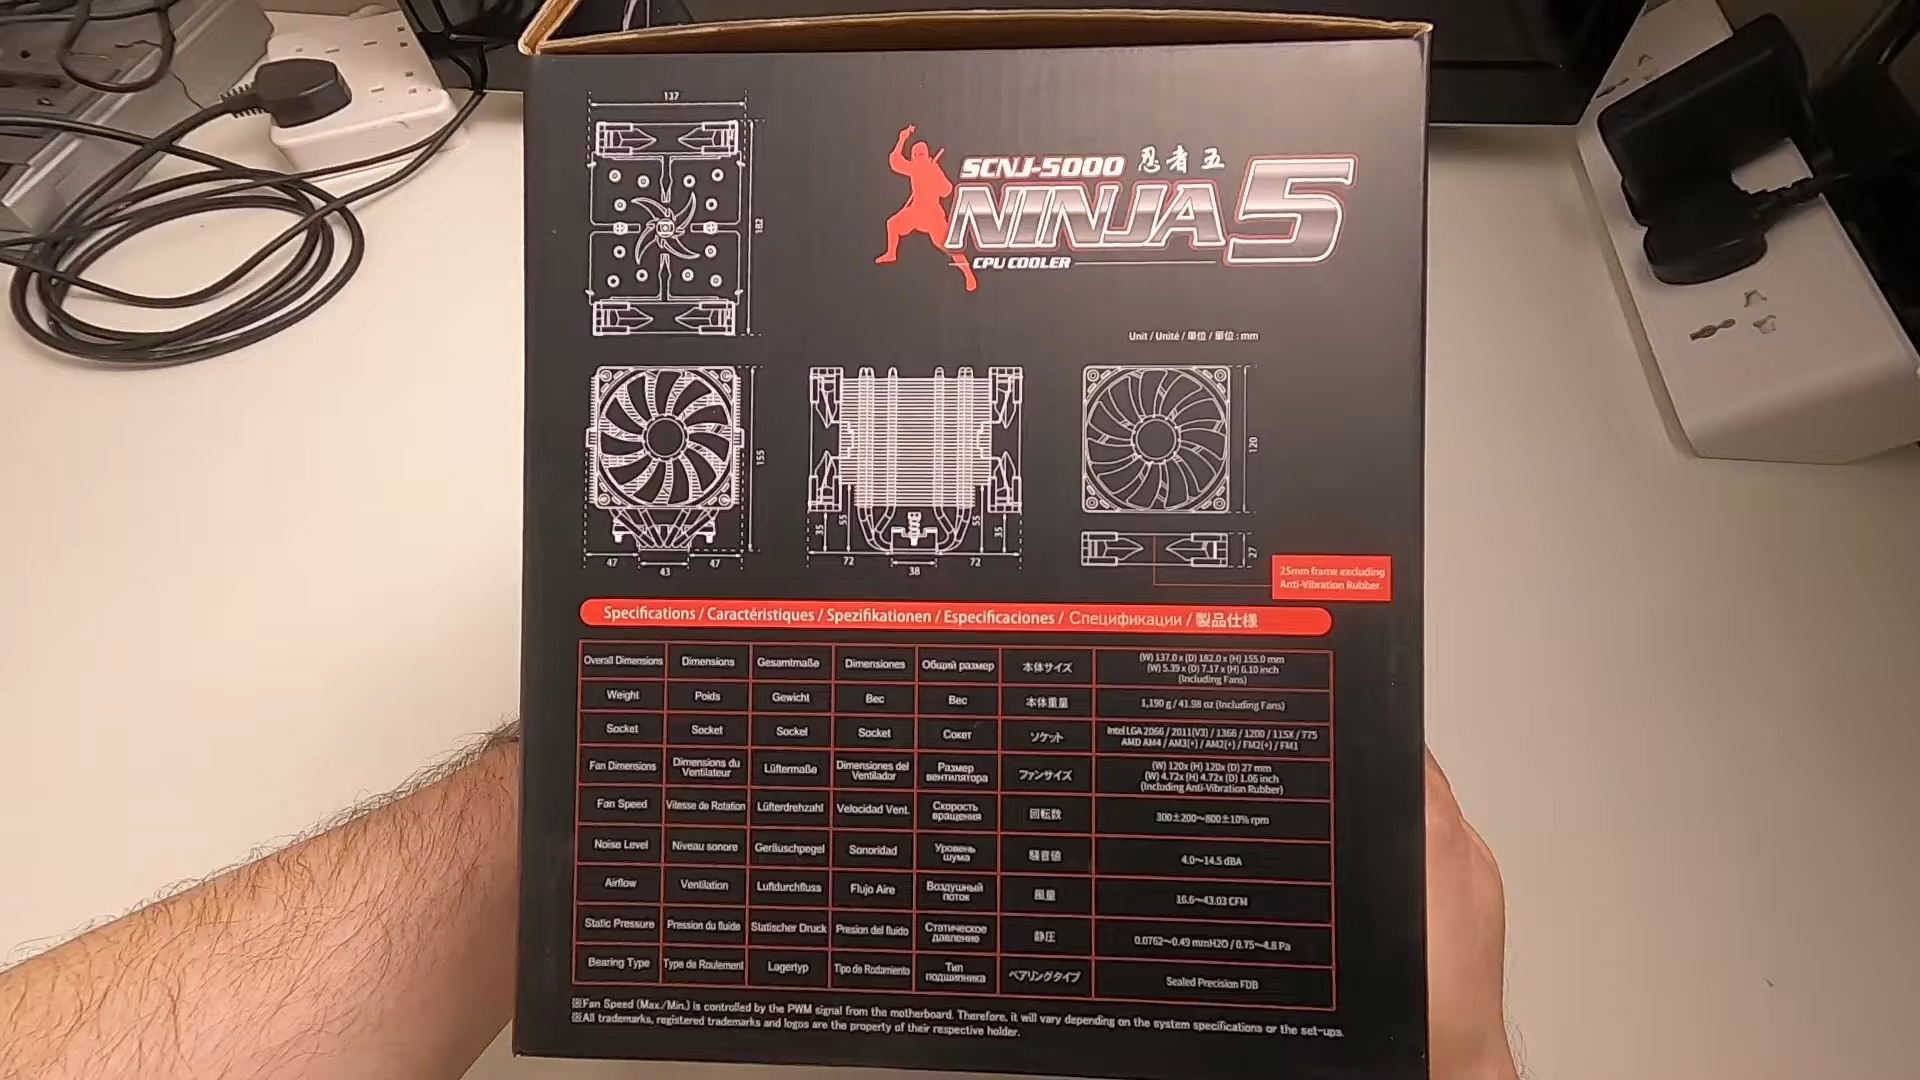 137
182
SCNJ-5000 忍者 五
NINJA 5
CPU COOLER
Unit / Unité / 単位 / 單位 : mm
155
47
43
47
35
55
55
35
72
38
72
120
27
25mm frame excluding
Anti-Vibration Rubber.
Specifications / Caractéristiques / Spezifikationen / Especificaciones / Спецификации / 製品仕様
Overall Dimensions Dimensions Gesamtmaße Dimensiones Общий размер 本体サイズ
(W) 137.0 x (D) 182.0 x (H) 155.0 mm
(W) 5.39 x (D) 7.17 x (H) 6.10 inch
(Including Fans)
Weight Poids Gewicht Bec Bec 本体重量 1,190 g / 41.98 oz (Including Fans)
Socket Socket Sockel Socket Сокет ソケット
Intel LGA 2066 / 2011(V3) / 1366 / 1200 / 115X / 775
AMD AM4 / AM3(+) / AM2(+) / FM2(+) / FM1
Fan Dimensions
Dimensions du
Ventilateur
Lüftermaße
Dimensiones del
Ventilador
Размер
вентилятора
ファンサイズ
(W) 120x (H) 120x (D) 27 mm
(W) 4.72x (H) 4.72x (D) 1.06 inch
(Including Anti-Vibration Rubber)
Fan Speed Vitesse de Rotation Lüfterdrehzahl Velocidad Vent.
Скорость
вращения
回転数 300±200~800±10% rpm
Noise Level Niveau sonore Geräuschpegel Sonoridad
Уровень
шума
騒音値 4.0~14.5 dBA
Airflow Ventilation Luftdurchfluss Flujo Aire
Воздушный
поток
風量 16.6~43.03 CFM
Static Pressure Pression du fluide Statischer Druck Presion del fluido
Статическое
давление
静圧 0.0762~0.49 mmH2O / 0.75~4.8 Pa
Bearing Type Type de Roulement Lagertyp Tipo de Rodamiento
Тип
подшипника
ベアリングタイプ Sealed Precision FDB
※Fan Speed (Max./Min.) is controlled by the PWM signal from the motherboard. Therefore, it will vary depending on the system specifications or the set-ups.
※All trademarks, registered trademarks and logos are the property of their respective holder.